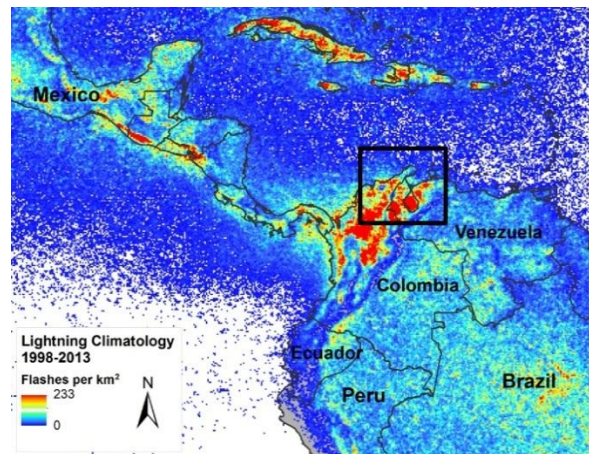 Mexico
Venezuela
Colombia
Ecuador
Peru
Brazil
Lightning Climatology
1998-2013
Flashes per km²
233
0
N